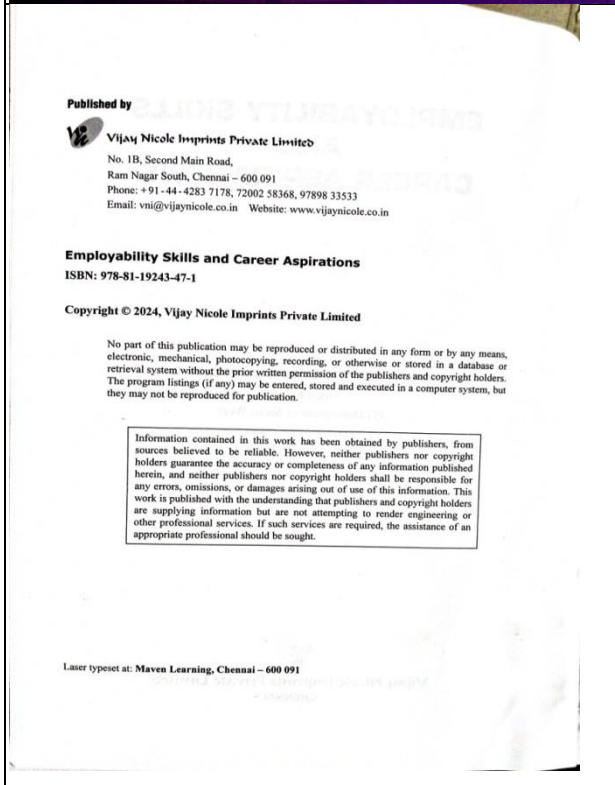 Published by
Vijay Nicole Imprints Private Limited
No. 1B, Second Main Road,
Ram Nagar South, Chennai – 600 091
Phone: +91-44-4283 7178, 72002 58368, 97898 33533
Email: vni@vijaynicole.co.in Website: www.vijaynicole.co.in
Employability Skills and Career Aspirations
ISBN: 978-81-19243-47-1
Copyright © 2024, Vijay Nicole Imprints Private Limited
No part of this publication may be reproduced or distributed in any form or by any means,
electronic, mechanical, photocopying, recording, or otherwise or stored in a database or
retrieval system without the prior written permission of the publishers and copyright holders.
The program listings (if any) may be entered, stored and executed in a computer system, but
they may not be reproduced for publication.
Information contained in this work has been obtained by publishers, from
sources believed to be reliable. However, neither publishers nor copyright
holders guarantee the accuracy or completeness of any information published
herein, and neither publishers nor copyright holders shall be responsible for
any errors, omissions, or damages arising out of use of this information. This
work is published with the understanding that publishers and copyright holders
are supplying information but are not attempting to render engineering or
other professional services. If such services are required, the assistance of an
appropriate professional should be sought.
Laser typeset at: Maven Learning, Chennai – 600 091